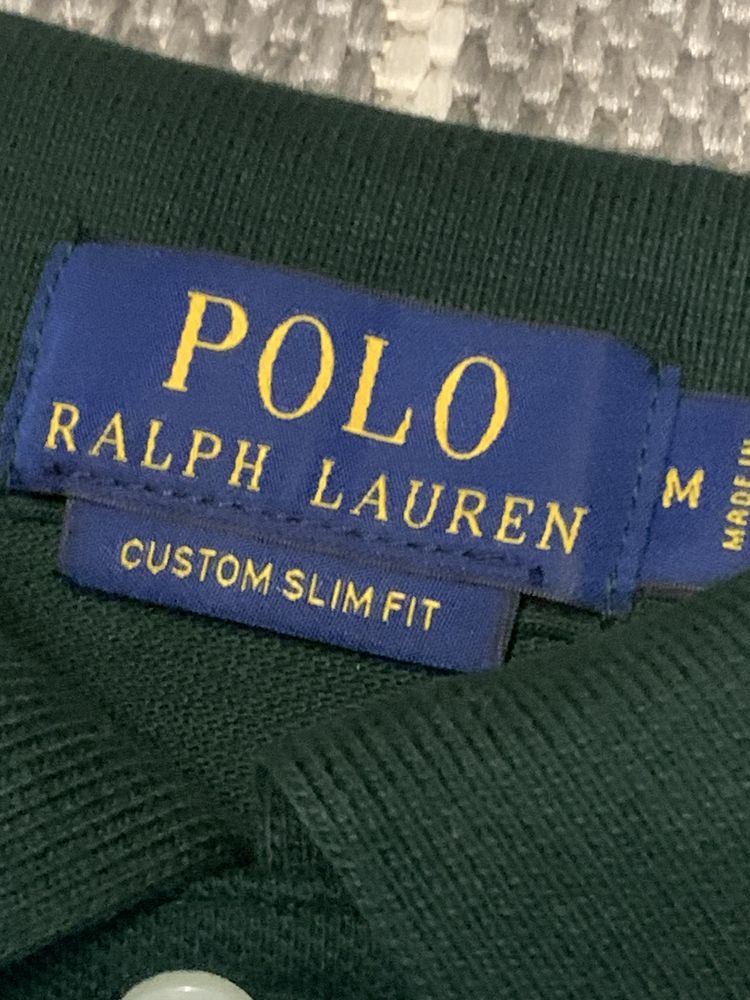 POLO
RALPH LAUREN
CUSTOM SLIM FIT
M
MADE IN